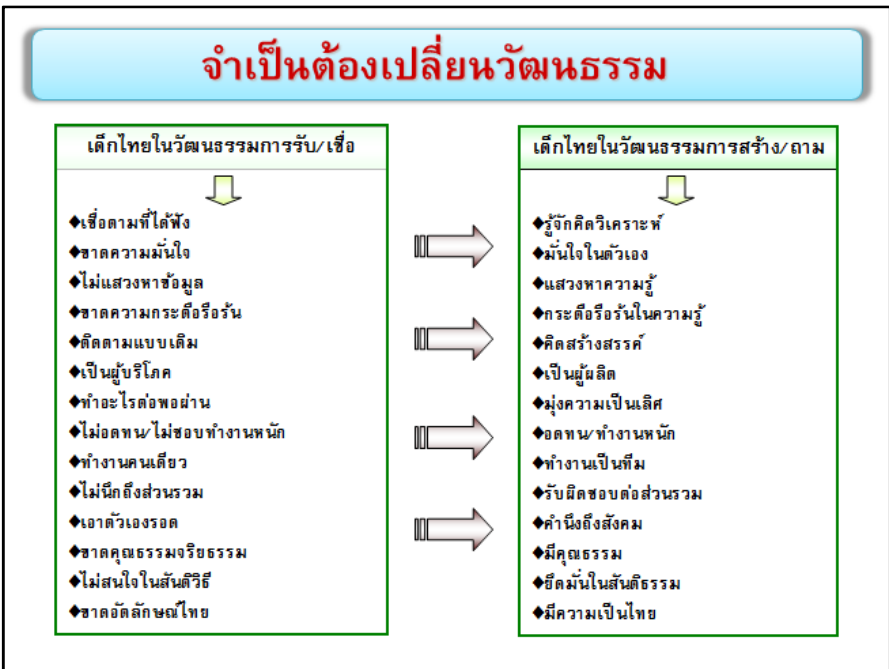 จำเป็นต้องเปลี่ยนวัฒนธรรม
เด็กไทยในวัฒนธรรมการรับ/เชื่อ
◆เชื่อตามที่ได้ฟัง
◆ขาดความมั่นใจ
◆ไม่แสวงหาข้อมูล
◆ขาดความกระตือรือร้น
◆ติดตามแบบเดิม
◆เป็นผู้บริโภค
◆ทำอะไรต่อพอผ่าน
◆ไม่อดทน/ไม่ชอบทำงานหนัก
◆ทำงานคนเดียว
◆ไม่นึกถึงส่วนรวม
◆เอาตัวเองรอด
◆ขาดคุณธรรมจริยธรรม
◆ไม่สนใจในสันติวิธี
◆ขาดอัตลักษณ์ไทย
เด็กไทยในวัฒนธรรมการสร้าง/ถาม
◆รู้จักคิดวิเคราะห์
◆มั่นใจในตัวเอง
◆แสวงหาความรู้
◆กระตือรือร้นในความรู้
◆คิดสร้างสรรค์
◆เป็นผู้ผลิต
◆มุ่งความเป็นเลิศ
◆อดทน/ทำงานหนัก
◆ทำงานเป็นทีม
◆รับผิดชอบต่อส่วนรวม
◆คำนึงถึงสังคม
◆มีคุณธรรม
◆ยึดมั่นในสันติธรรม
◆มีความเป็นไทย